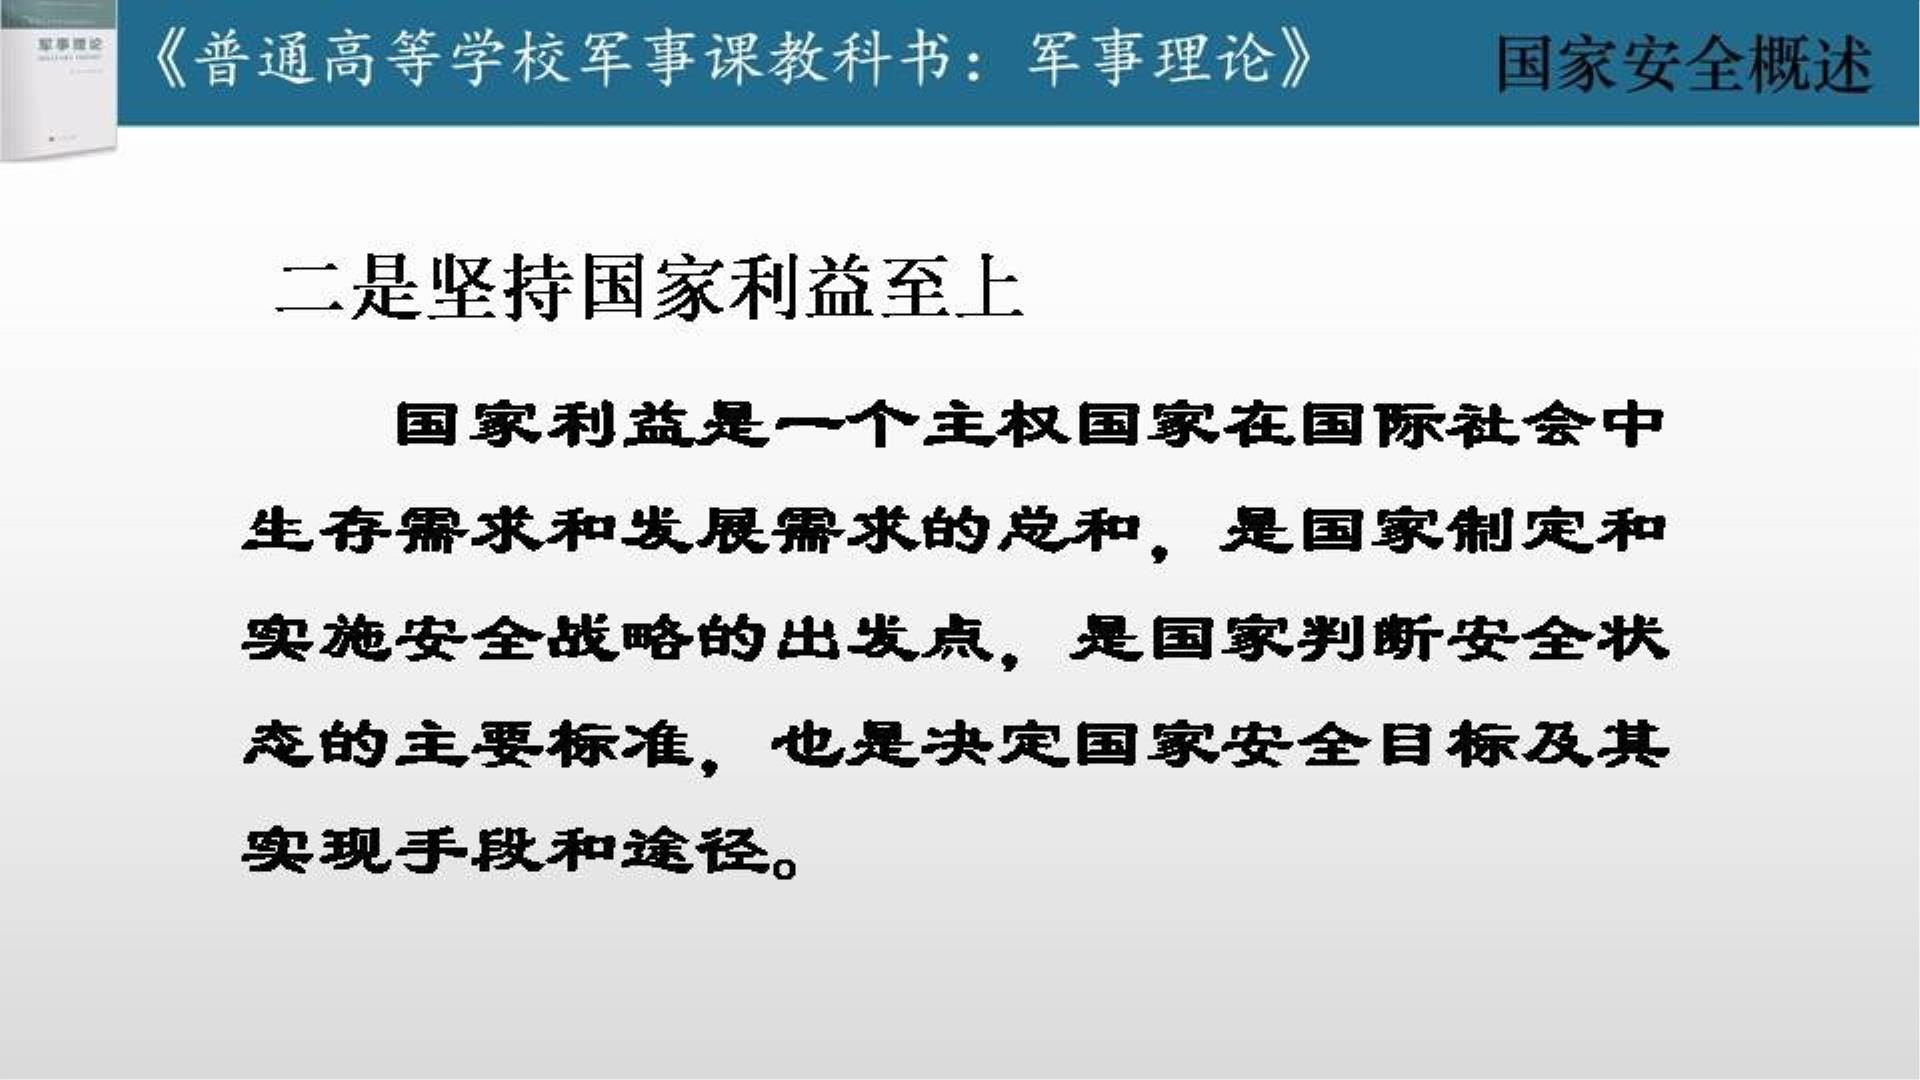 军事理论
《普通高等学校军事课教科书：军事理论》
国家安全概述
二是坚持国家利益至上
国家利益是一个主权国家在国际社会中
生存需求和发展需求的总和，是国家制定和
实施安全战略的出发点，是国家判断安全状
态的主要标准，也是决定国家安全目标及其
实现手段和途径。